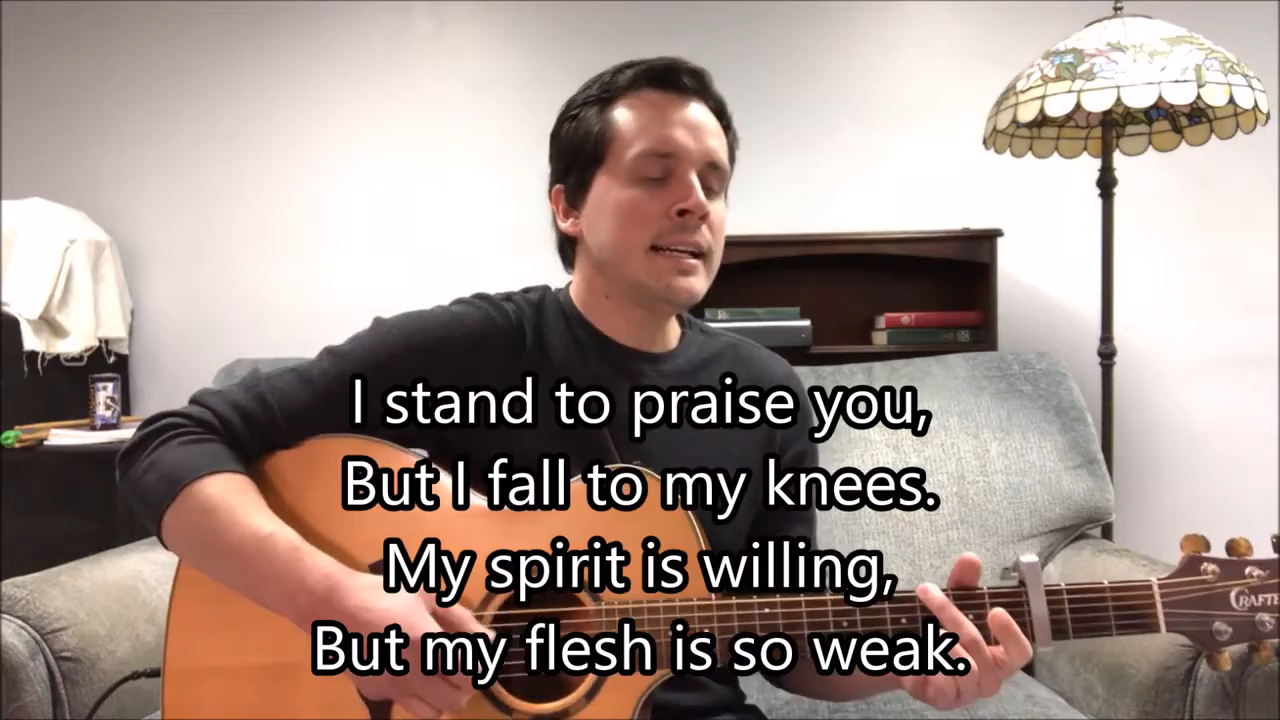 I stand to praise you,
But I fall to my knees.
My spirit is willing,
But my flesh is so weak.
CRAFTE